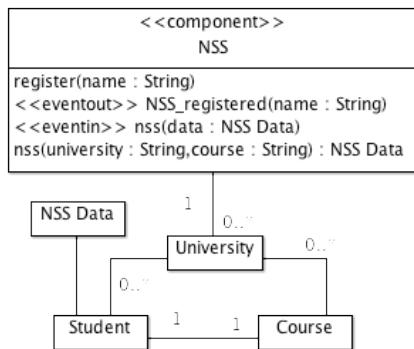 <<component>>
NSS
register(name : String)
<<eventout>> NSS_registered(name : String)
<<eventin>> nss(data : NSS Data)
nss(university : String,course : String) : NSS Data
1
NSS Data
0..*
University
0..*
0..*
Student
1
1
Course